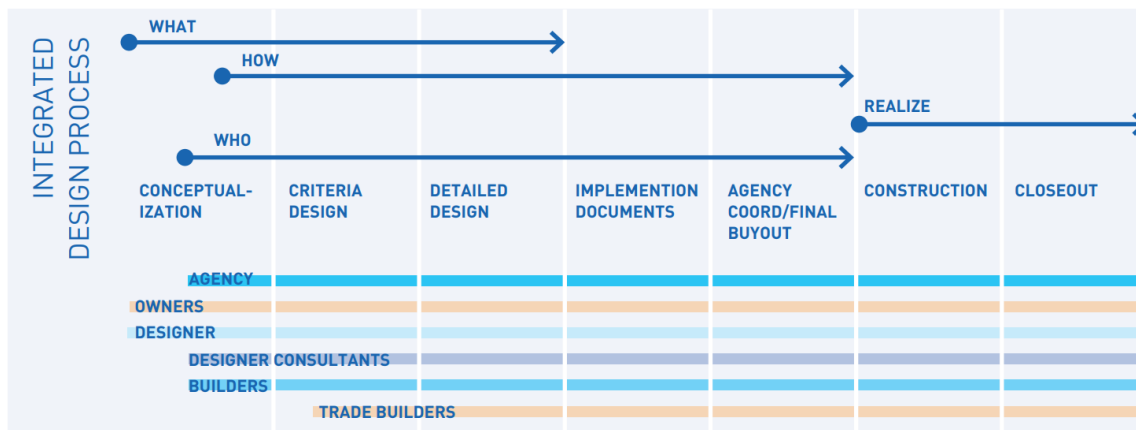 INTEGRATED
DESIGN PROCESS
WHAT
HOW
REALIZE
WHO
CONCEPTUAL-
IZATION
CRITERIA
DESIGN
DETAILED
DESIGN
IMPLEMENTION
DOCUMENTS
AGENCY
COORD/FINAL
BUYOUT
CONSTRUCTION
CLOSEOUT
AGENCY
OWNERS
DESIGNER
DESIGNER CONSULTANTS
BUILDERS
TRADE BUILDERS